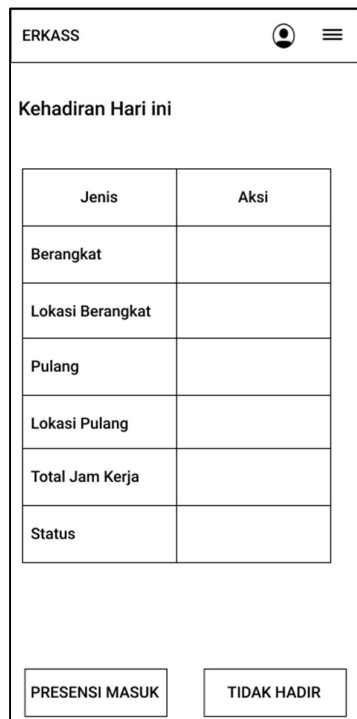 ERKASS
Kehadiran Hari ini
Jenis Aksi
Berangkat
Lokasi Berangkat
Pulang
Lokasi Pulang
Total Jam Kerja
Status
PRESENSI MASUK TIDAK HADIR